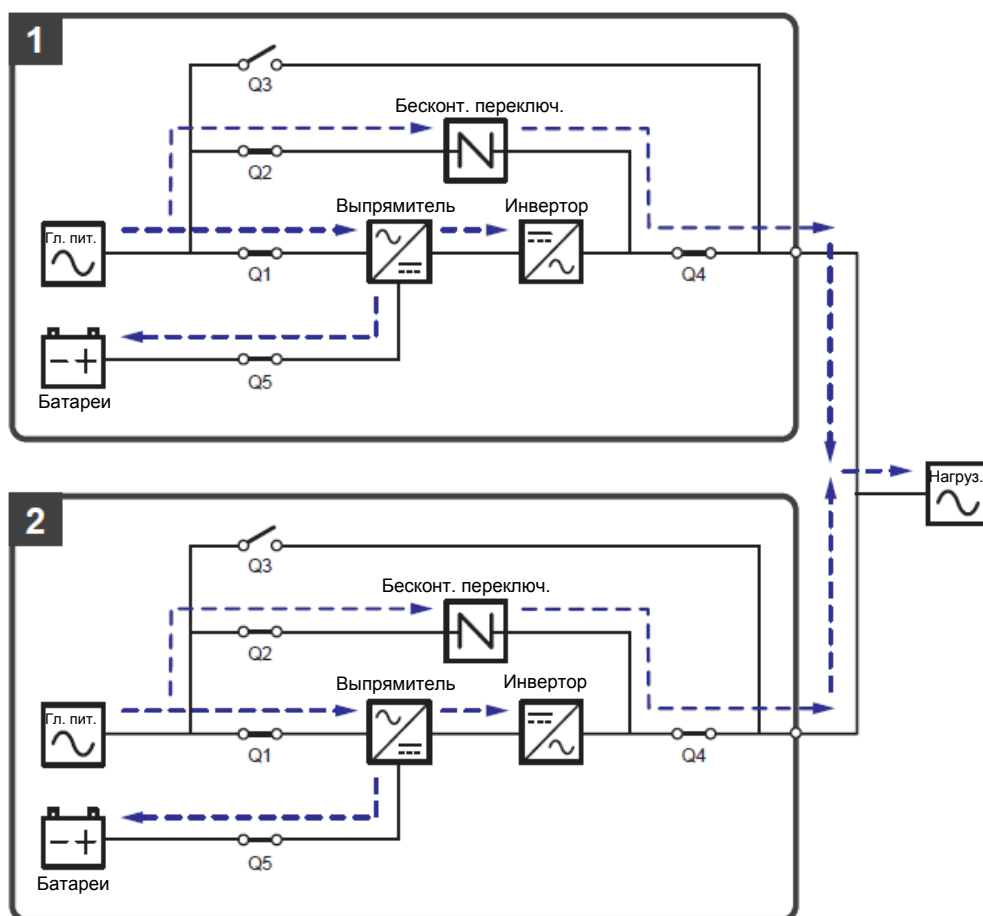 1
Q3
Бесконт. переключ.
Q2
Выпрямитель
Инвертор
Гл. пит.
Q1
Q4
Q5
Батареи
Нагруз.
2
Q3
Бесконт. переключ.
Q2
Выпрямитель
Инвертор
Гл. пит.
Q1
Q4
Q5
Батареи